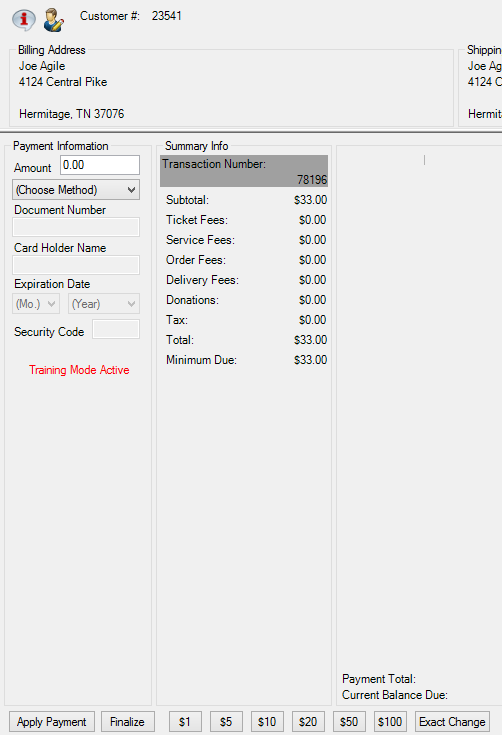 Customer #: 23541
Billing Address
Joe Agile
4124 Central Pike
Hermitage, TN 37076
Shippin
Joe Ag
4124 C
Hermit
Payment Information
Amount 0.00
(Choose Method)
Document Number
Card Holder Name
Expiration Date
(Mo.) (Year)
Security Code
Training Mode Active
Summary Info
Transaction Number:
78196
Subtotal: $33.00
Ticket Fees: $0.00
Service Fees: $0.00
Order Fees: $0.00
Delivery Fees: $0.00
Donations: $0.00
Tax: $0.00
Total: $33.00
Minimum Due: $33.00
Payment Total:
Current Balance Due:
Apply Payment Finalize $1 $5 $10 $20 $50 $100 Exact Change